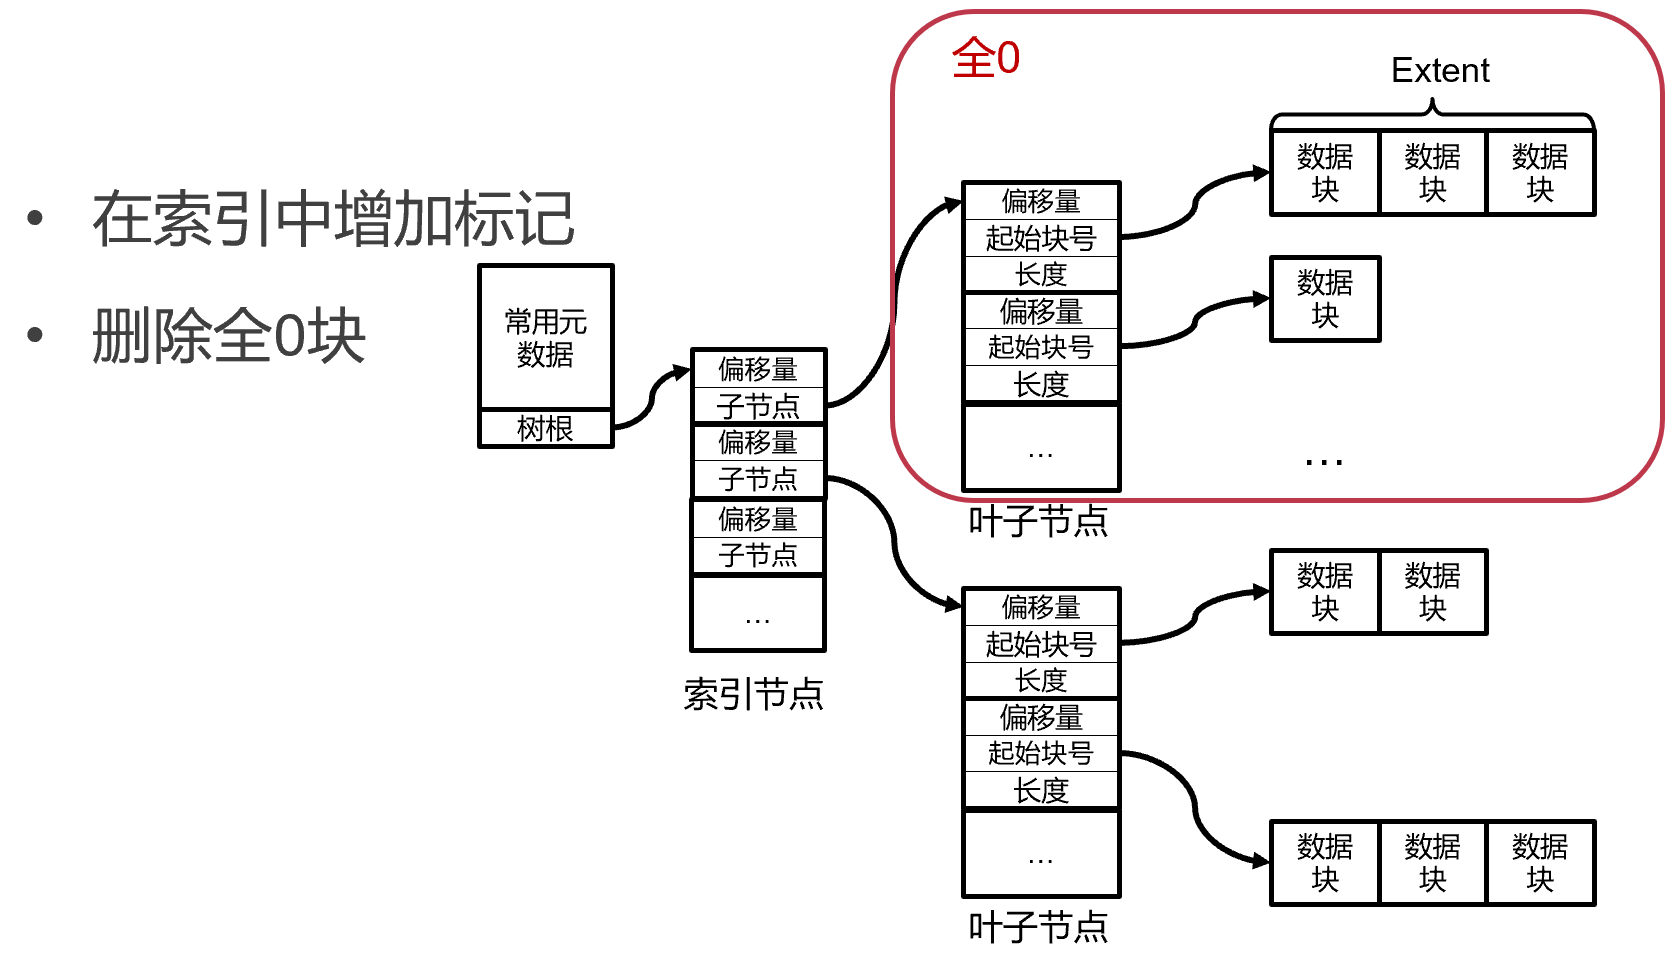 在索引中增加标记
删除全0块
常用元
数据
树根
偏移量
子节点
偏移量
子节点
偏移量
子节点
...
索引节点
全0
偏移量
起始块号
长度
偏移量
起始块号
长度
...
叶子节点
Extent
数据
块
数据
块
数据
块
数据
块
...
偏移量
起始块号
长度
偏移量
起始块号
长度
...
叶子节点
数据
块
数据
块
数据
块
数据
块
数据
块